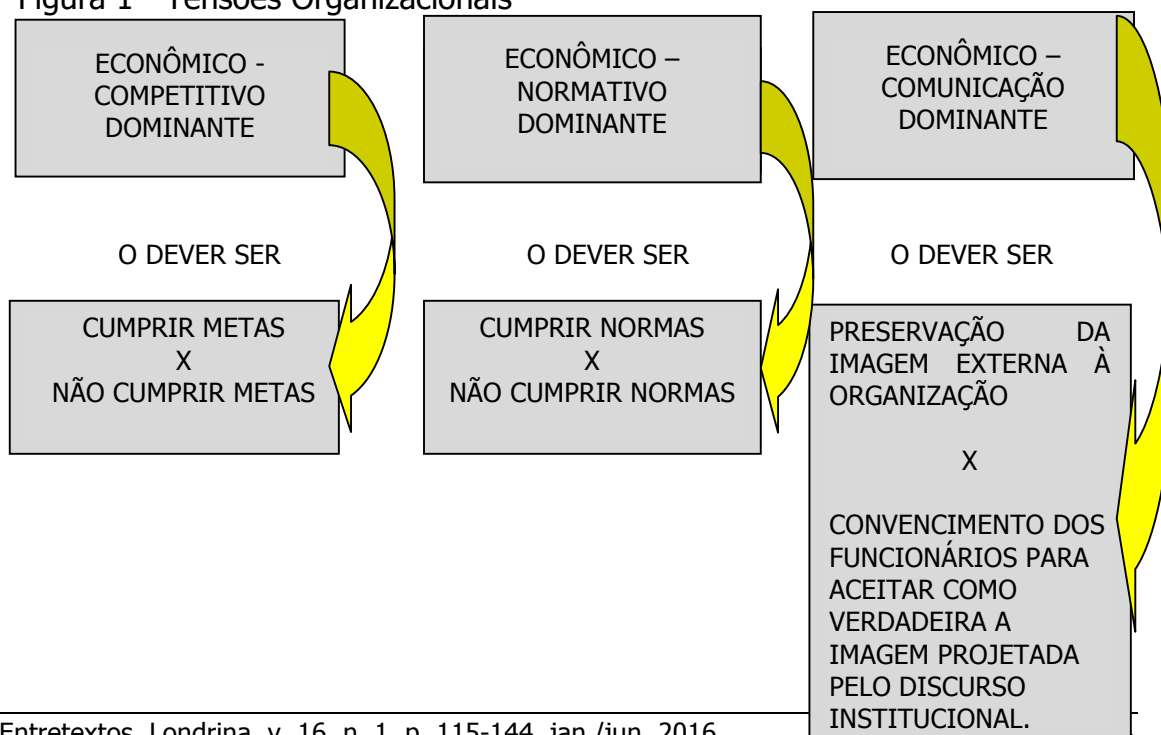 Figura 1 - Tensões Organizacionais
ECONÔMICO -
COMPETITIVO
DOMINANTE
ECONÔMICO –
NORMATIVO
DOMINANTE
ECONÔMICO –
COMUNICAÇÃO
DOMINANTE
O DEVER SER
O DEVER SER
O DEVER SER
CUMPRIR METAS
X
NÃO CUMPRIR METAS
CUMPRIR NORMAS
X
NÃO CUMPRIR NORMAS
PRESERVAÇÃO DA
IMAGEM EXTERNA À
ORGANIZAÇÃO
X
CONVENCIMENTO DOS
FUNCIONÁRIOS PARA
ACEITAR COMO
VERDADEIRA A
IMAGEM PROJETADA
PELO DISCURSO
INSTITUCIONAL.
Entretextos, Londrina, v. 16, n. 1, p. 115-144, jan./jun. 2016